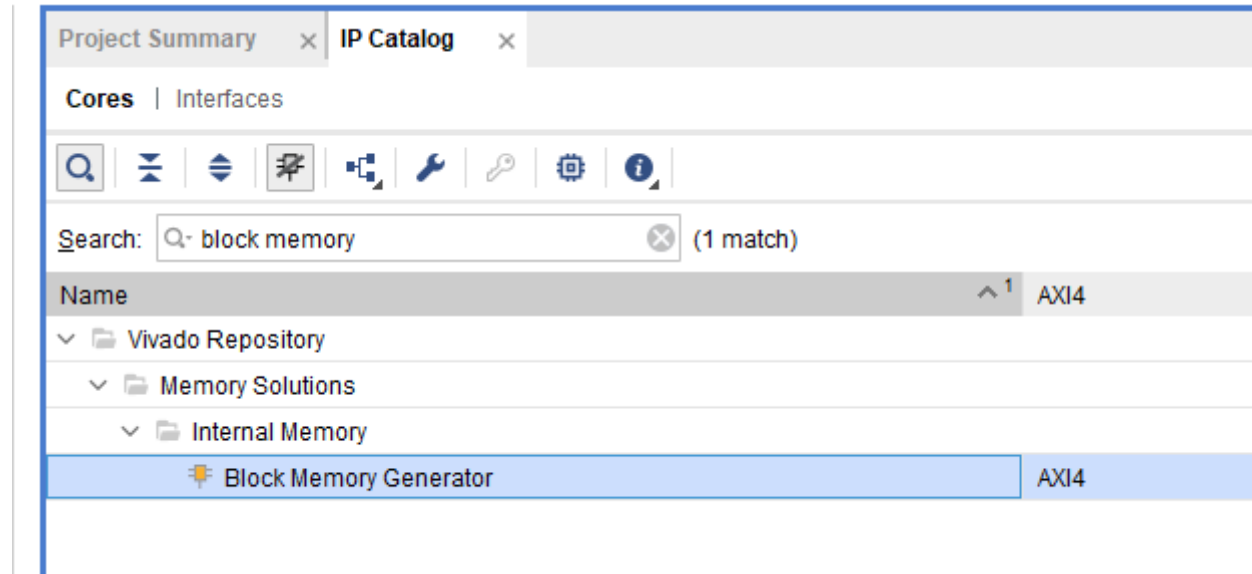 Project Summary × IP Catalog ×
Cores | Interfaces
Search: block memory (1 match)
Name 1 AXI4
Vivado Repository
Memory Solutions
Internal Memory
Block Memory Generator AXI4